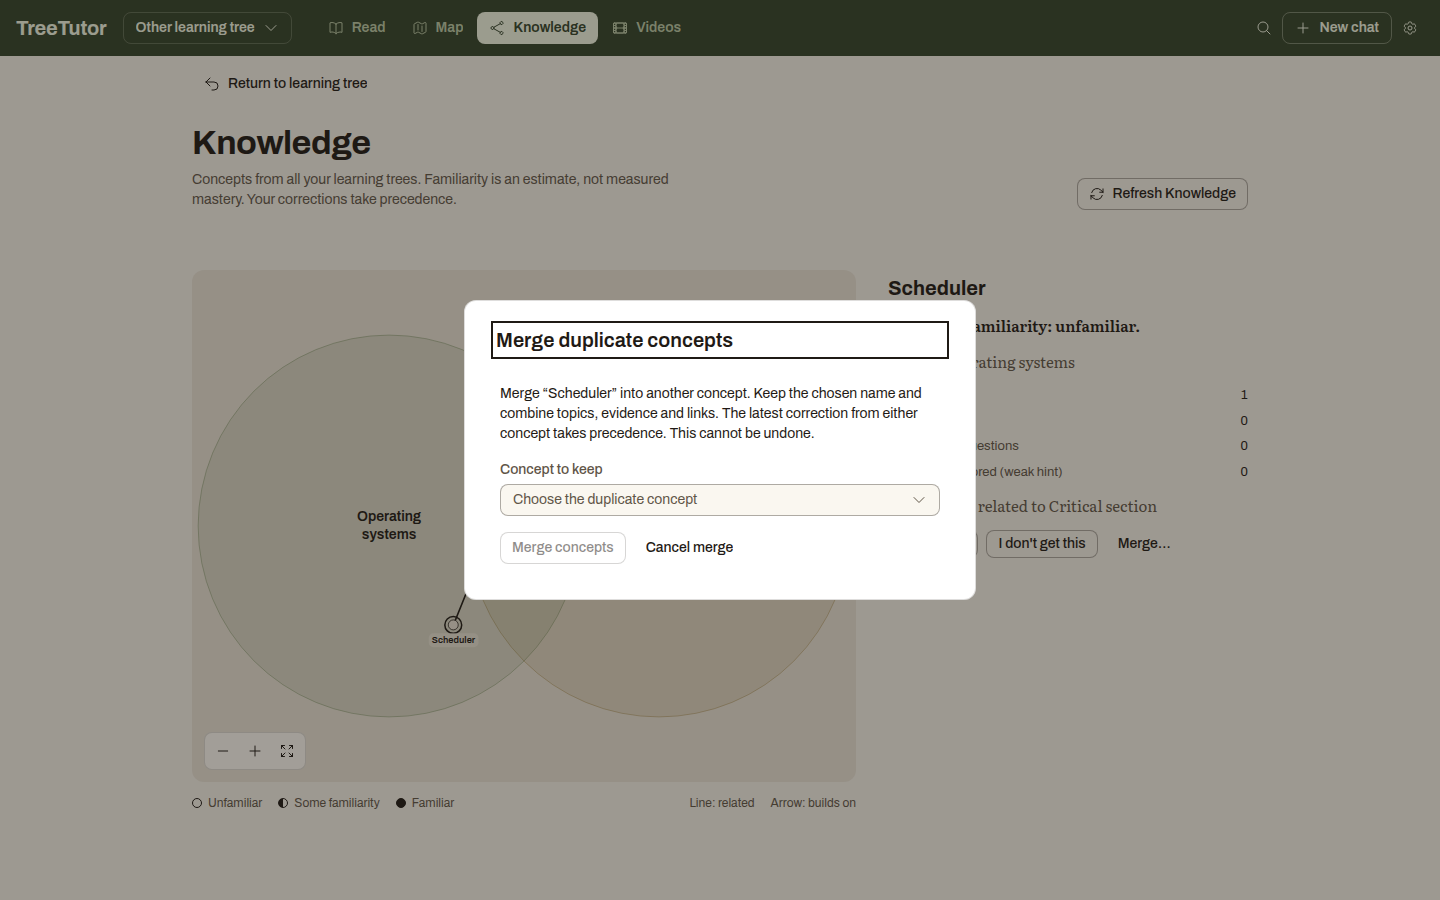 TreeTutor
Other learning tree
Read
Map
Knowledge
Videos
New chat
Return to learning tree
Knowledge
Concepts from all your learning trees. Familiarity is an estimate, not measured
mastery. Your corrections take precedence.
Refresh Knowledge
Operating
systems
Scheduler
Unfamiliar
Some familiarity
Familiar
Line: related
Arrow: builds on
Scheduler
amiliarity: unfamiliar.
rating systems
1
0
estions
0
red (weak hint)
0
related to Critical section
I don't get this
Merge...
Merge duplicate concepts
Merge “Scheduler” into another concept. Keep the chosen name and
combine topics, evidence and links. The latest correction from either
concept takes precedence. This cannot be undone.
Concept to keep
Choose the duplicate concept
Merge concepts
Cancel merge